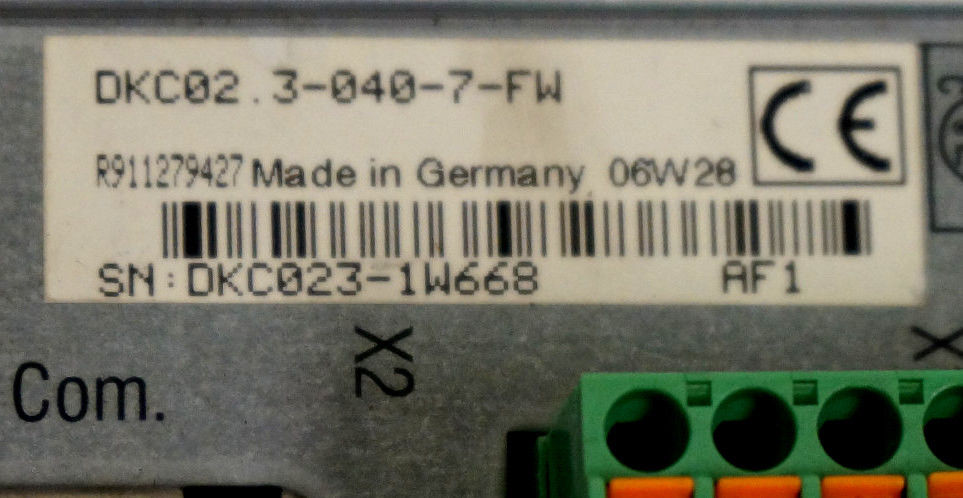 DKC02.3-040-7-FW
CE
R911279427 Made in Germany 06W28
SN:DKC023-1W668 AF1
X2
Com.
X